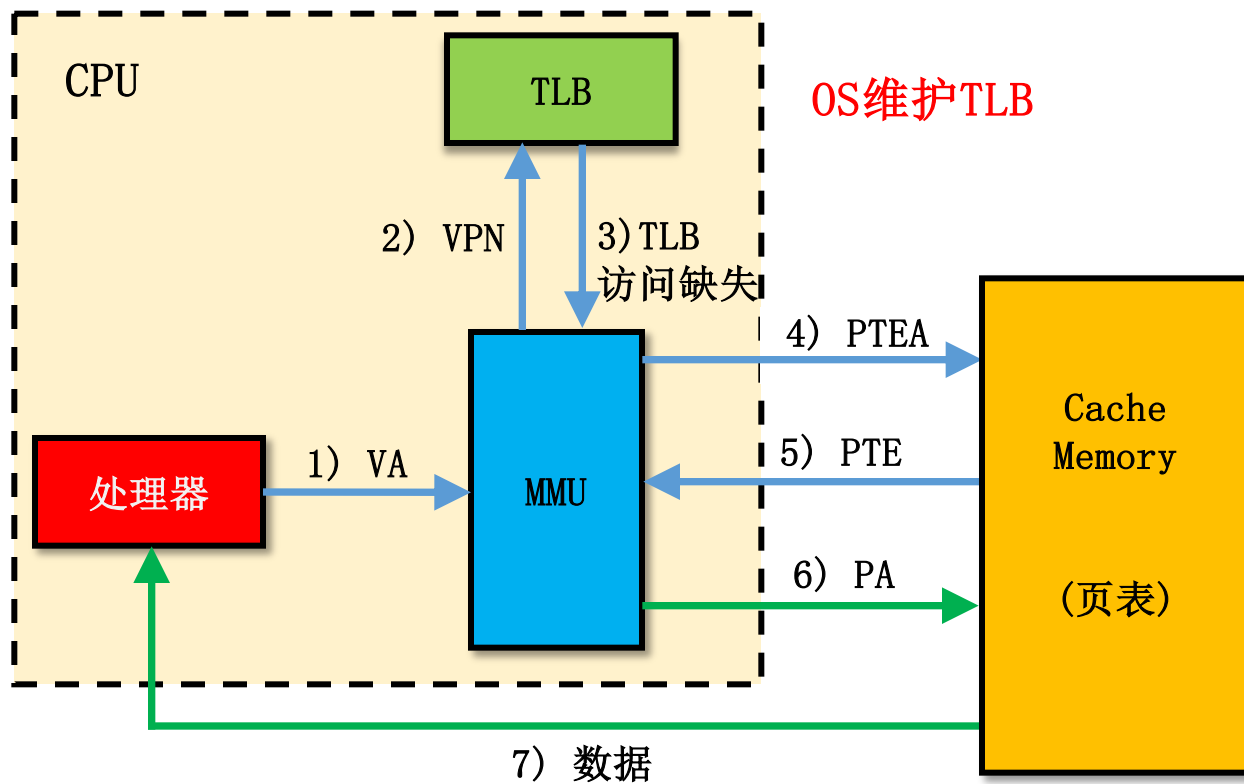 CPU
TLB
OS维护TLB
2) VPN
3)TLB
访问缺失
4) PTEA
Cache
Memory
1) VA
5) PTE
处理器
MMU
6) PA
(页表)
7) 数据